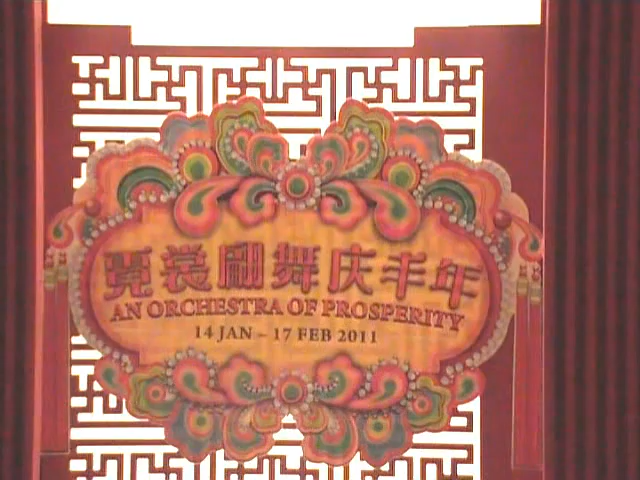 霓裳翩舞庆丰年
AN ORCHESTRA OF PROSPERITY
14 JAN – 17 FEB 2011